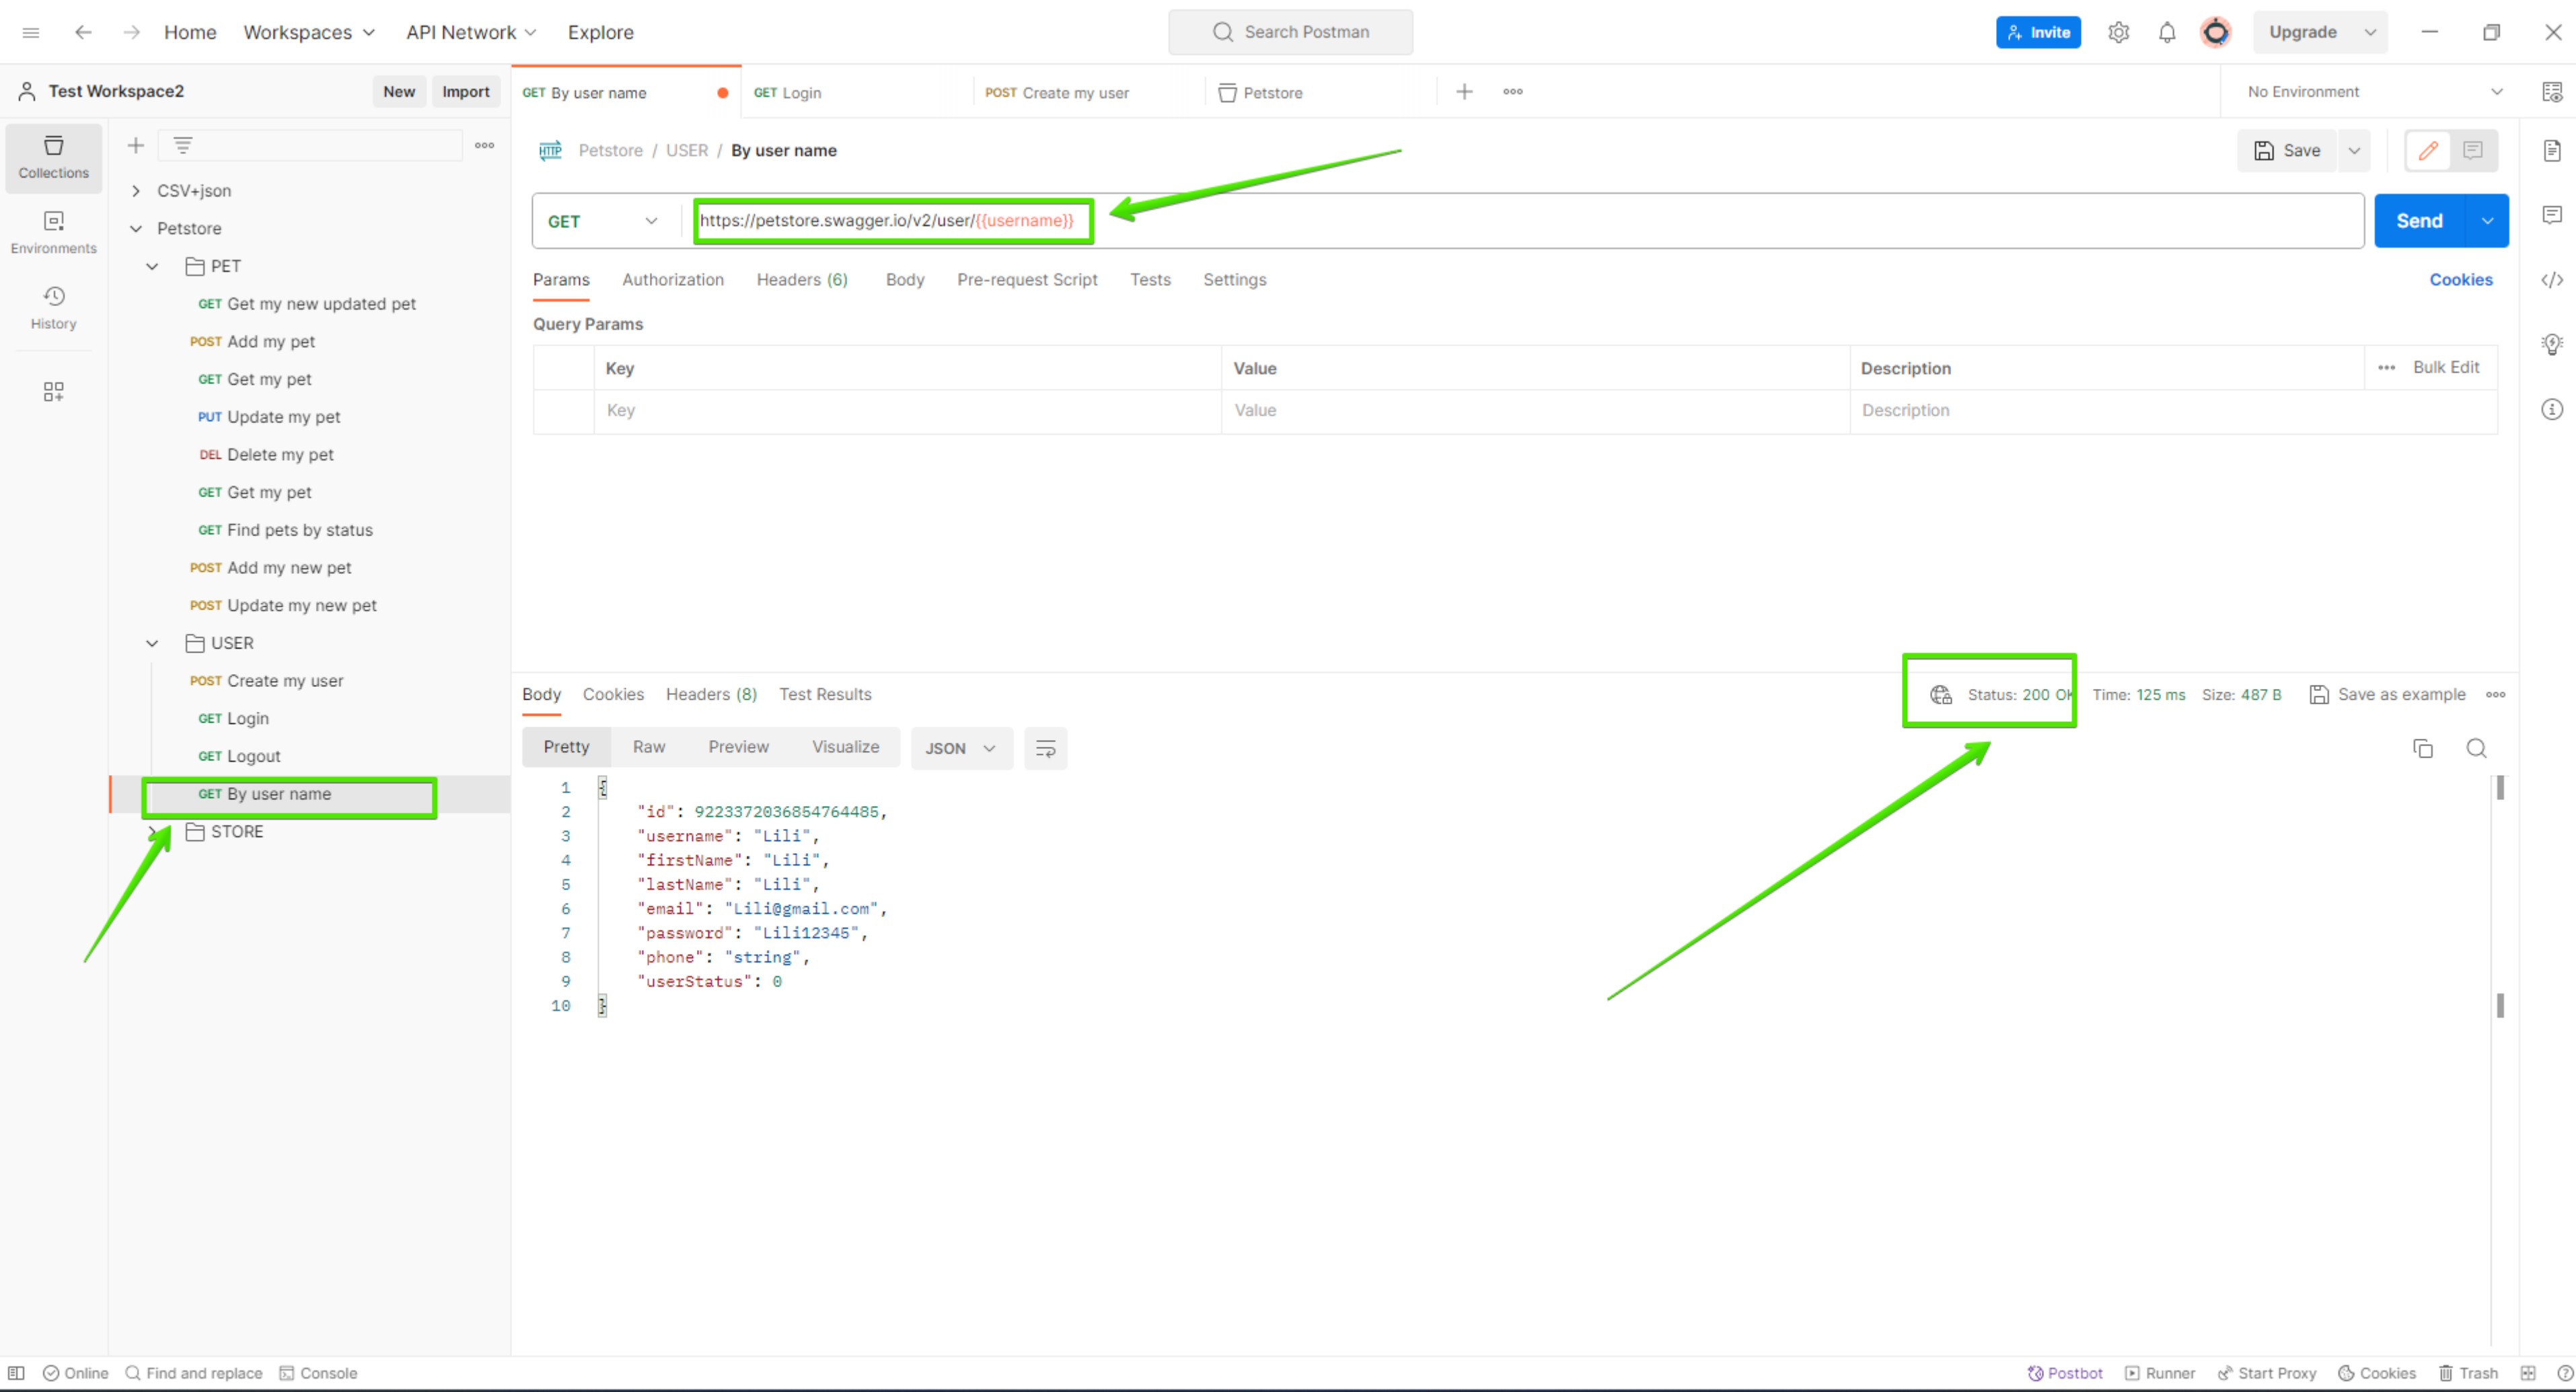 Home Workspaces API Network Explore Search Postman Invite Upgrade
Test Workspace2 New Import GET By user name GET Login POST Create my user Petstore No Environment
Collections
Environments
History
CSV+json
Petstore
PET
GET Get my new updated pet
POST Add my pet
GET Get my pet
PUT Update my pet
DEL Delete my pet
GET Get my pet
GET Find pets by status
POST Add my new pet
POST Update my new pet
USER
POST Create my user
GET Login
GET Logout
GET By user name
STORE
HTTP Petstore / USER / By user name Save
GET https://petstore.swagger.io/v2/user/{{username}} Send
Params Authorization Headers (6) Body Pre-request Script Tests Settings Cookies
Query Params
Key Value Description Bulk Edit
Key Value Description
Body Cookies Headers (8) Test Results Status: 200 OK Time: 125 ms Size: 487 B Save as example
Pretty Raw Preview Visualize JSON
1 {
2 "id": 9223372036854764485,
3 "username": "Lili",
4 "firstName": "Lili",
5 "lastName": "Lili",
6 "email": "Lili@gmail.com",
7 "password": "Lili12345",
8 "phone": "string",
9 "userStatus": 0
10 }
Online Find and replace Console Postbot Runner Start Proxy Cookies Trash